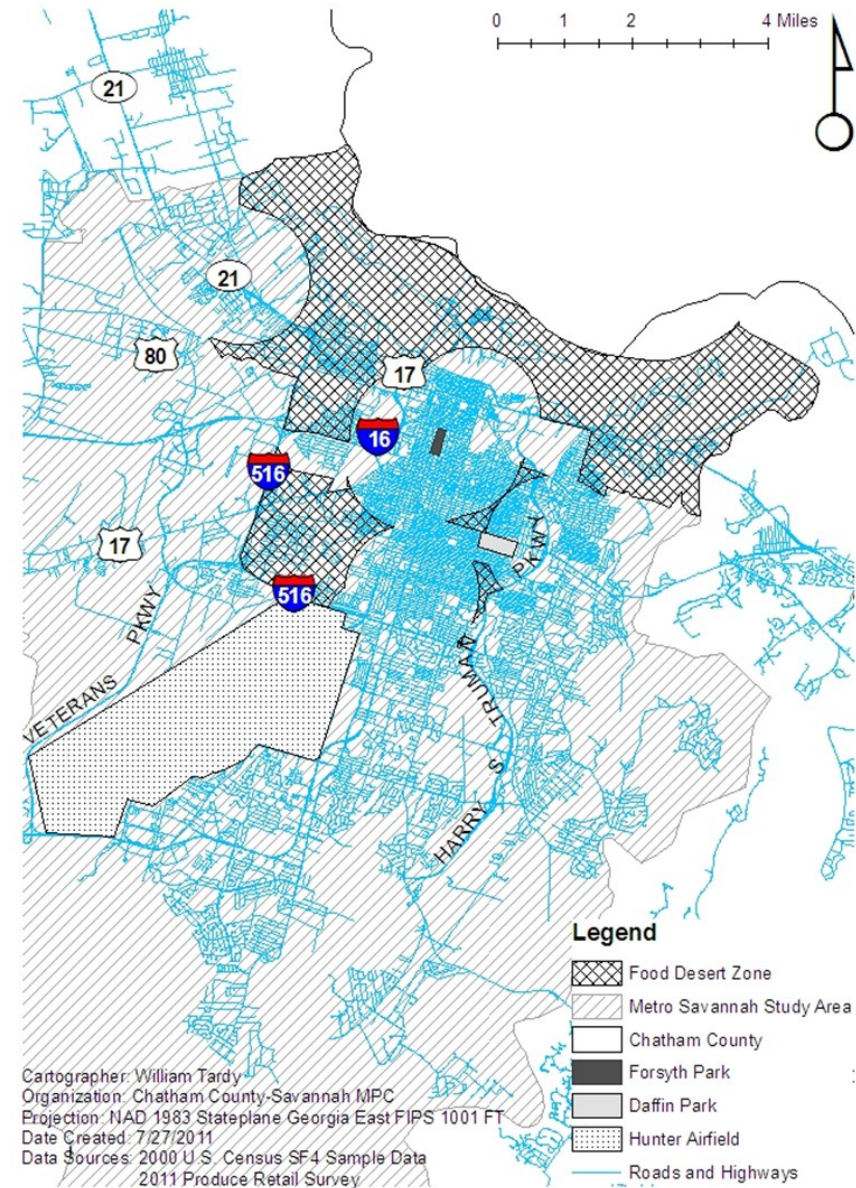 0 1 2 4 Miles
21
21
80
17
16
516
17
516
PKWY
VETERANS
PKWY
HARRY S TRUMAN
Legend
Food Desert Zone
Metro Savannah Study Area
Chatham County
Forsyth Park
Daffin Park
Hunter Airfield
Roads and Highways
Cartographer: William Tardy
Organization: Chatham County-Savannah MPC
Projection: NAD 1983 Stateplane Georgia East FIPS 1001 FT
Date Created: 7/27/2011
Data Sources: 2000 U.S. Census SF4 Sample Data
2011 Produce Retail Survey